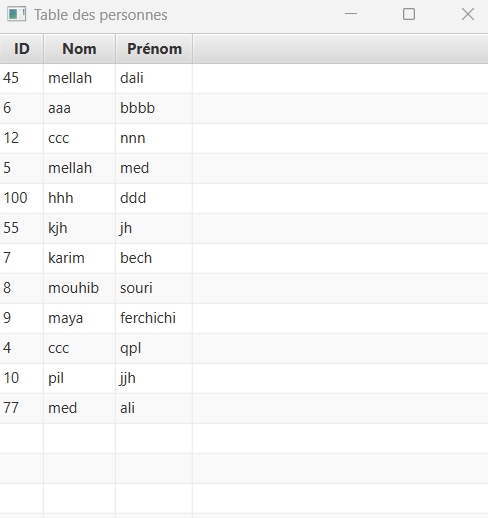 Table des personnes
ID Nom Prénom
45 mellah dali
6 aaa bbbb
12 ccc nnn
5 mellah med
100 hhh ddd
55 kjh jh
7 karim bech
8 mouhib souri
9 maya ferchichi
4 ccc qpl
10 pil jjh
77 med ali